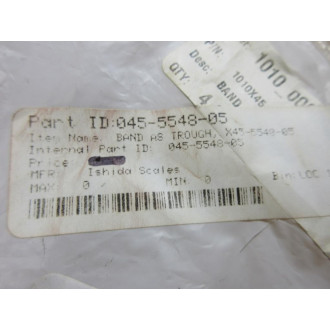 Part ID:045-5548-05
Item Name: BAND AS TROUGH, X45-5548-05
Internal Part ID: 045-5548-05
Price
MFR Ishida Scales
MAX 0 MIN: 0
Bin:LOC
P/N:
1010X45
Desc:
BAND
QTY:
4